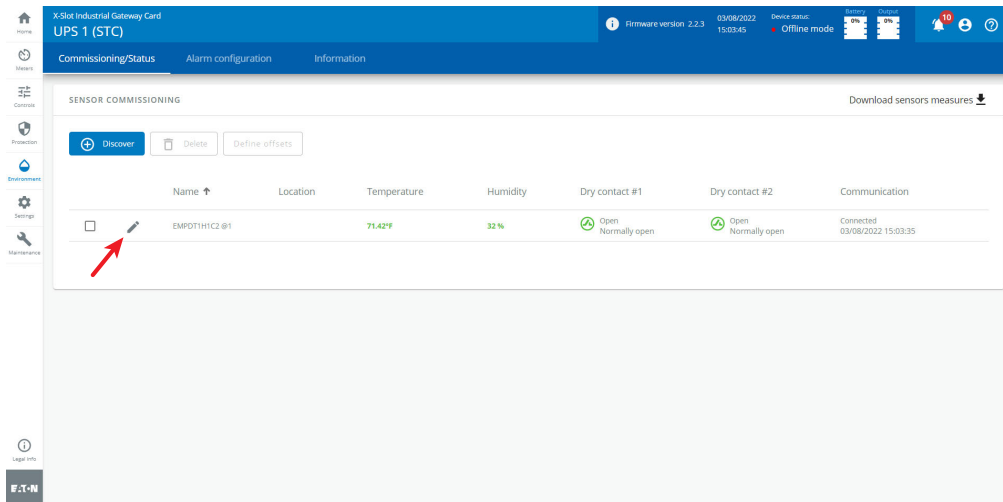 X-Slot Industrial Gateway Card
UPS 1 (STC)
Firmware version 2.2.3
03/08/2022
15:03:45
Device status:
Offline mode
Battery
0%
Output
0%
10
Home
Meters
Controls
Protection
Environment
Settings
Maintenance
Legal info
EATON
Commissioning/Status
Alarm configuration
Information
SENSOR COMMISSIONING
Download sensors measures
Discover
Delete
Define offsets
Name
Location
Temperature
Humidity
Dry contact #1
Dry contact #2
Communication
EMPDT1H1C2 @1
71.42°F
32 %
Open
Normally open
Open
Normally open
Connected
03/08/2022 15:03:35